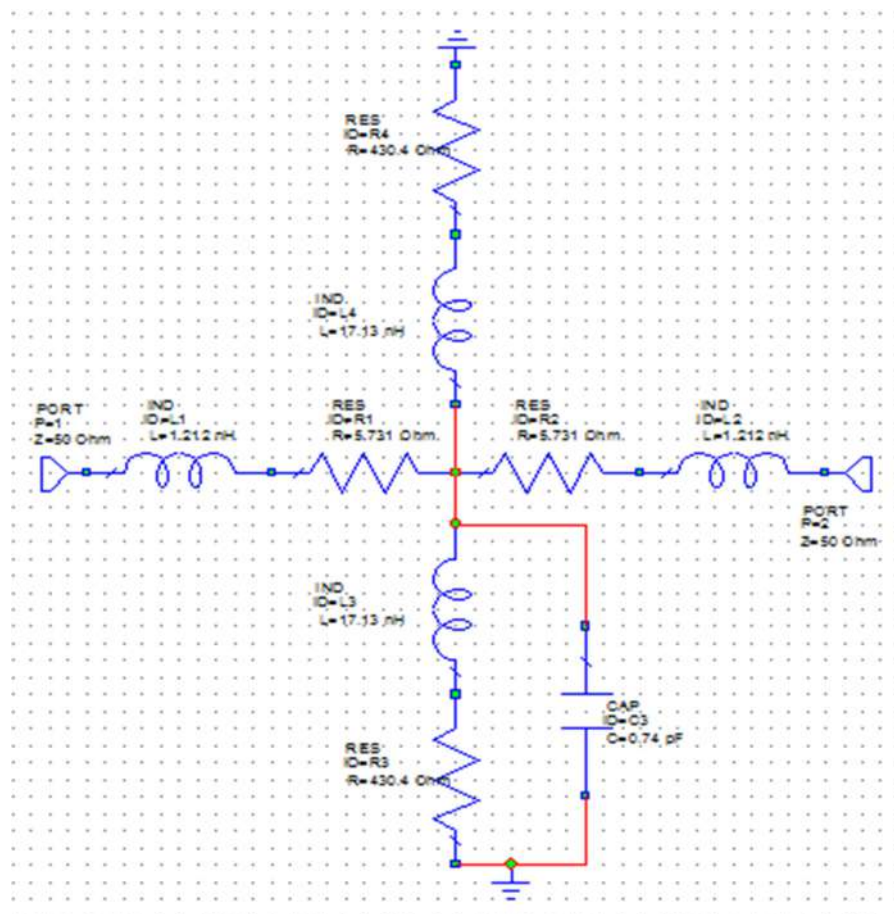 RES
ID=R4
R=430.4 Ohm
IND
ID=L4
L=17.13 nH
PORT
P=1
Z=50 Ohm
IND
ID=L1
L=1.212 nH
RES
ID=R1
R=5.731 Ohm
RES
ID=R2
R=5.731 Ohm
IND
ID=L2
L=1.212 nH
PORT
P=2
Z=50 Ohm
IND
ID=L3
L=17.13 nH
CAP
ID=C3
C=0.74 pF
RES
ID=R3
R=430.4 Ohm